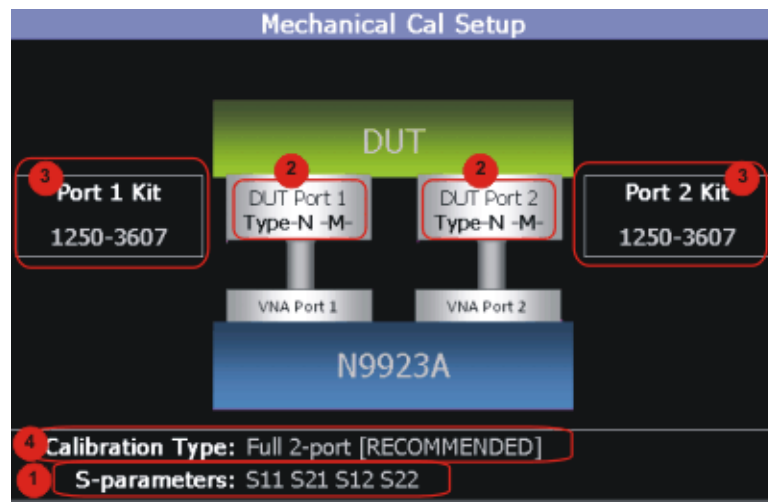 Mechanical Cal Setup
DUT
3
Port 1 Kit
1250-3607
2
DUT Port 1
Type-N -M-
2
DUT Port 2
Type-N -M-
3
Port 2 Kit
1250-3607
VNA Port 1
VNA Port 2
N9923A
4 Calibration Type: Full 2-port [RECOMMENDED]
1 S-parameters: S11 S21 S12 S22